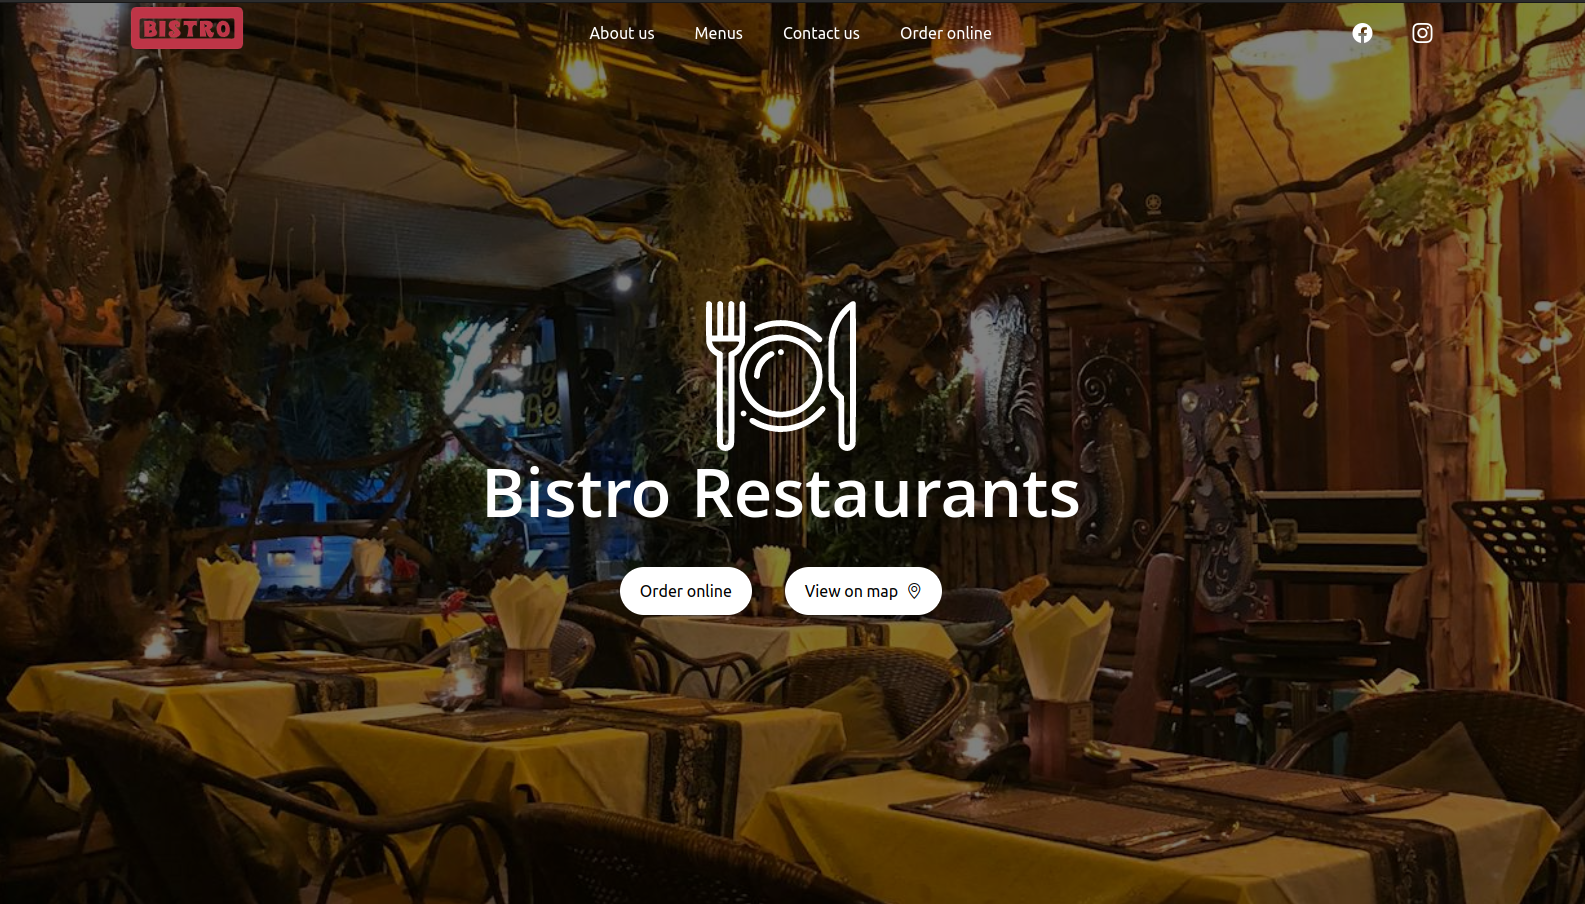 BISTRO
About us
Menus
Contact us
Order online
Bistro Restaurants
Order online
View on map